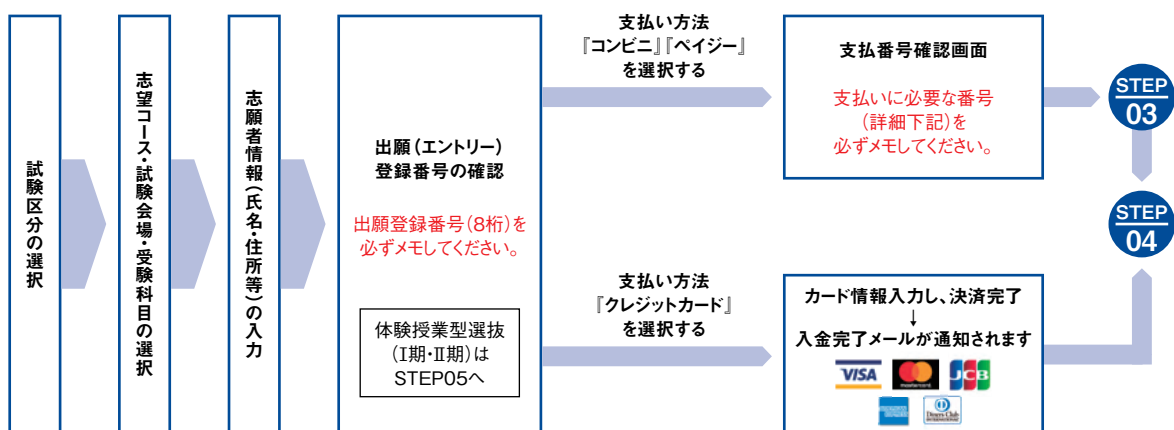 試験区分の選択
志望コース・試験会場・受験科目の選択
志願者情報(氏名・住所等)の入力
出願(エントリー)
登録番号の確認
出願登録番号(8桁)を
必ずメモしてください。
体験授業型選抜
(Ⅰ期・Ⅱ期)は
STEP05へ
支払い方法
『コンビニ』『ペイジー』
を選択する
支払番号確認画面
支払いに必要な番号
(詳細下記)を
必ずメモしてください。
STEP
03
支払い方法
『クレジットカード』
を選択する
カード情報入力し、決済完了
↓
入金完了メールが通知されます
VISA
mastercard
JCB
AMERICAN EXPRESS
Diners Club
INTERNATIONAL
STEP
04